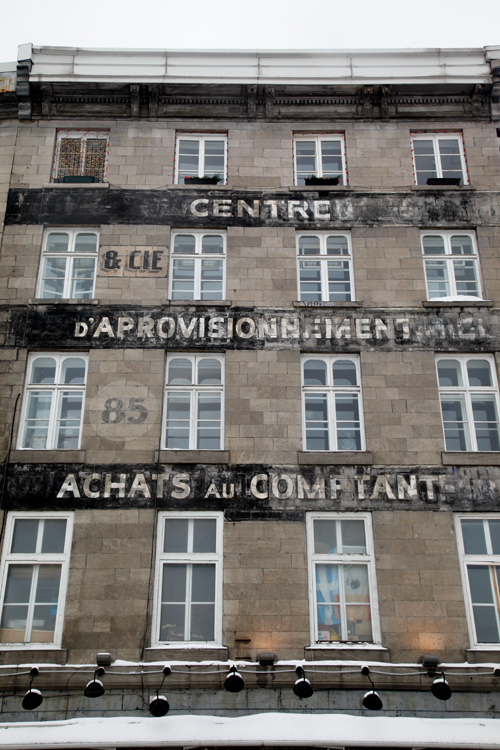 CENTRE
& CIE
D'APROVISIONNEMENT
85
ACHATS AU COMPTANT